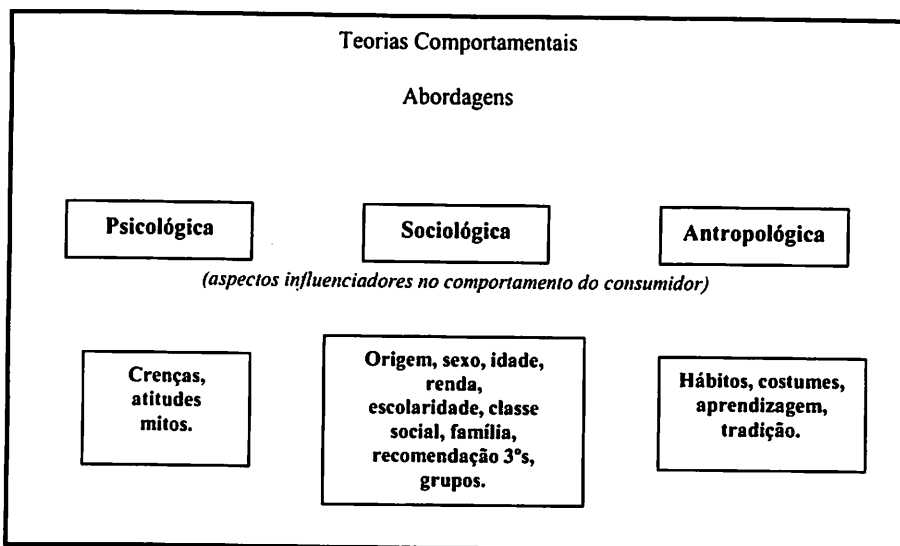 Teorias Comportamentais
Abordagens
Psicológica
Sociológica
Antropológica
(aspectos influenciadores no comportamento do consumidor)
Crenças,
atitudes
mitos.
Origem, sexo, idade,
renda,
escolaridade, classe
social, família,
recomendação 3ºs,
grupos.
Hábitos, costumes,
aprendizagem,
tradição.